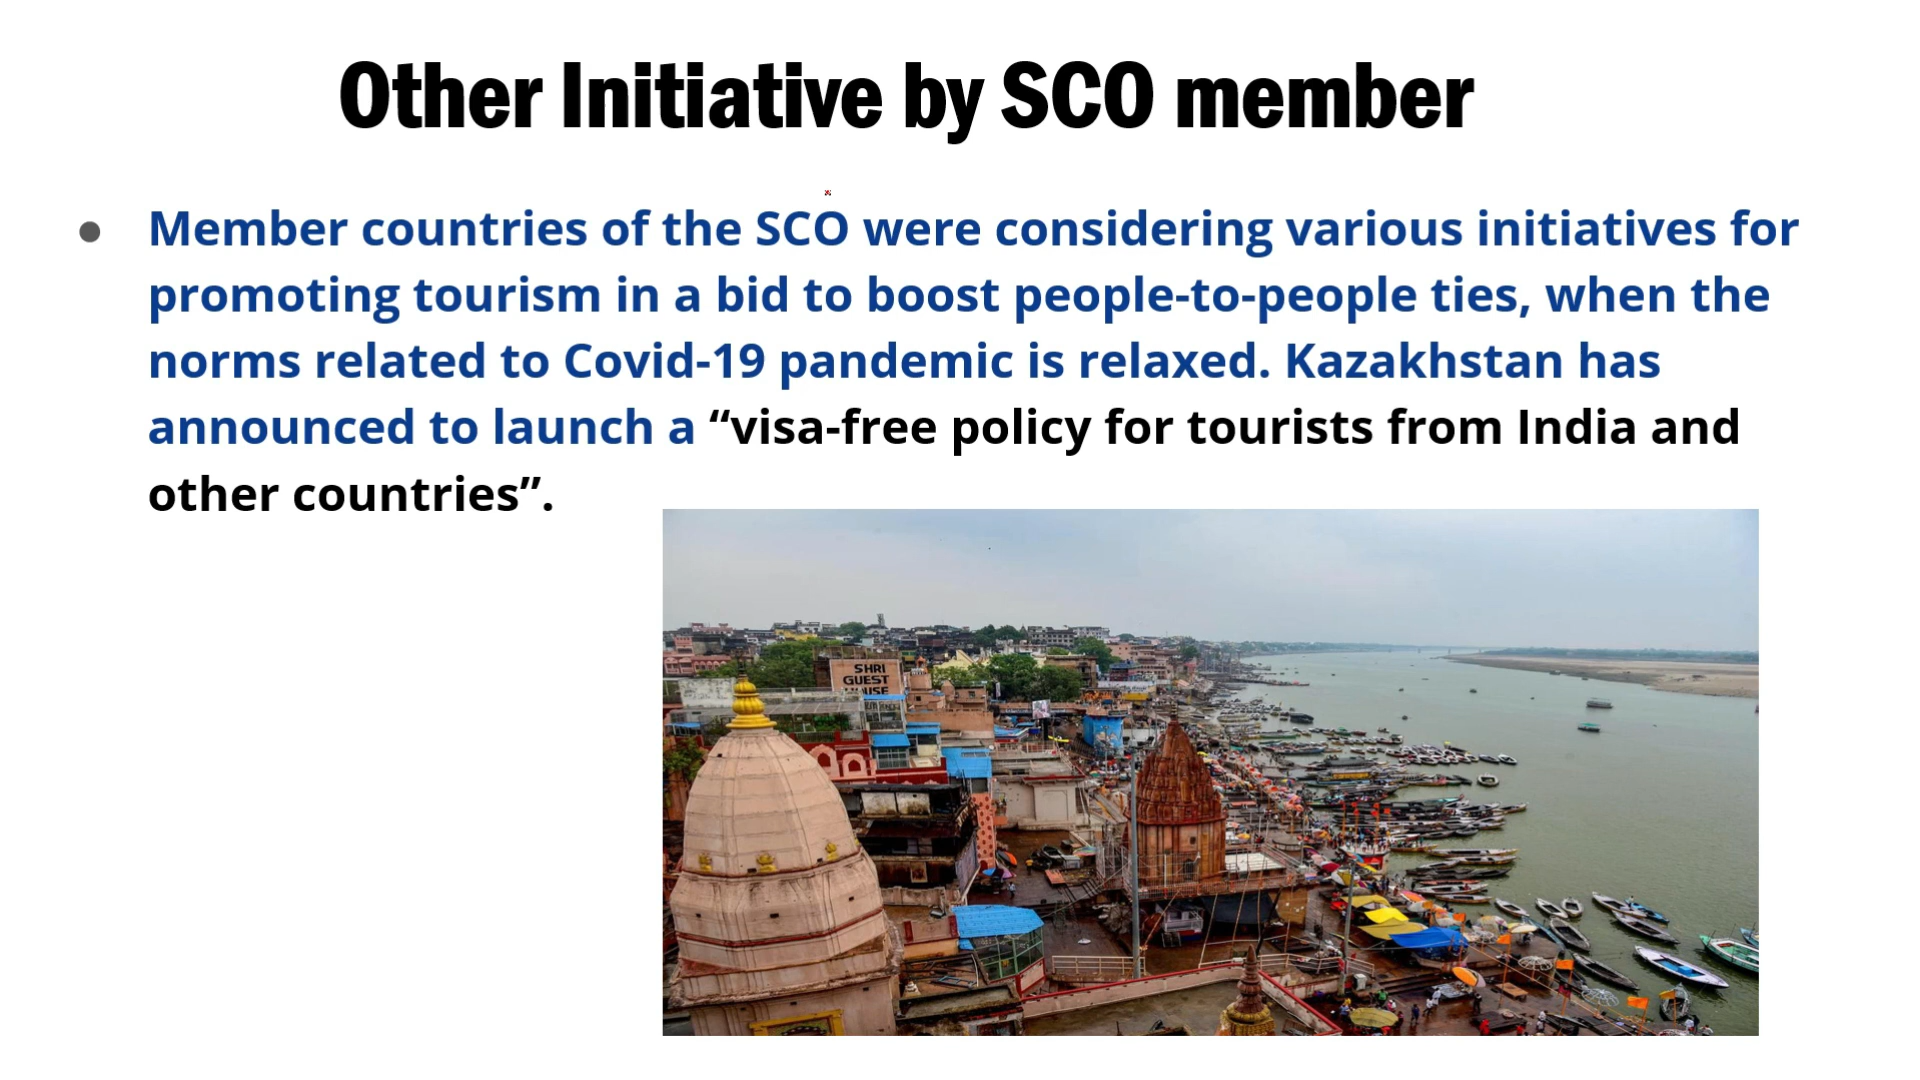 Other Initiative by SCO member
● Member countries of the SCO were considering various initiatives for
promoting tourism in a bid to boost people-to-people ties, when the
norms related to Covid-19 pandemic is relaxed. Kazakhstan has
announced to launch a “visa-free policy for tourists from India and
other countries”.
SHRI
GUEST